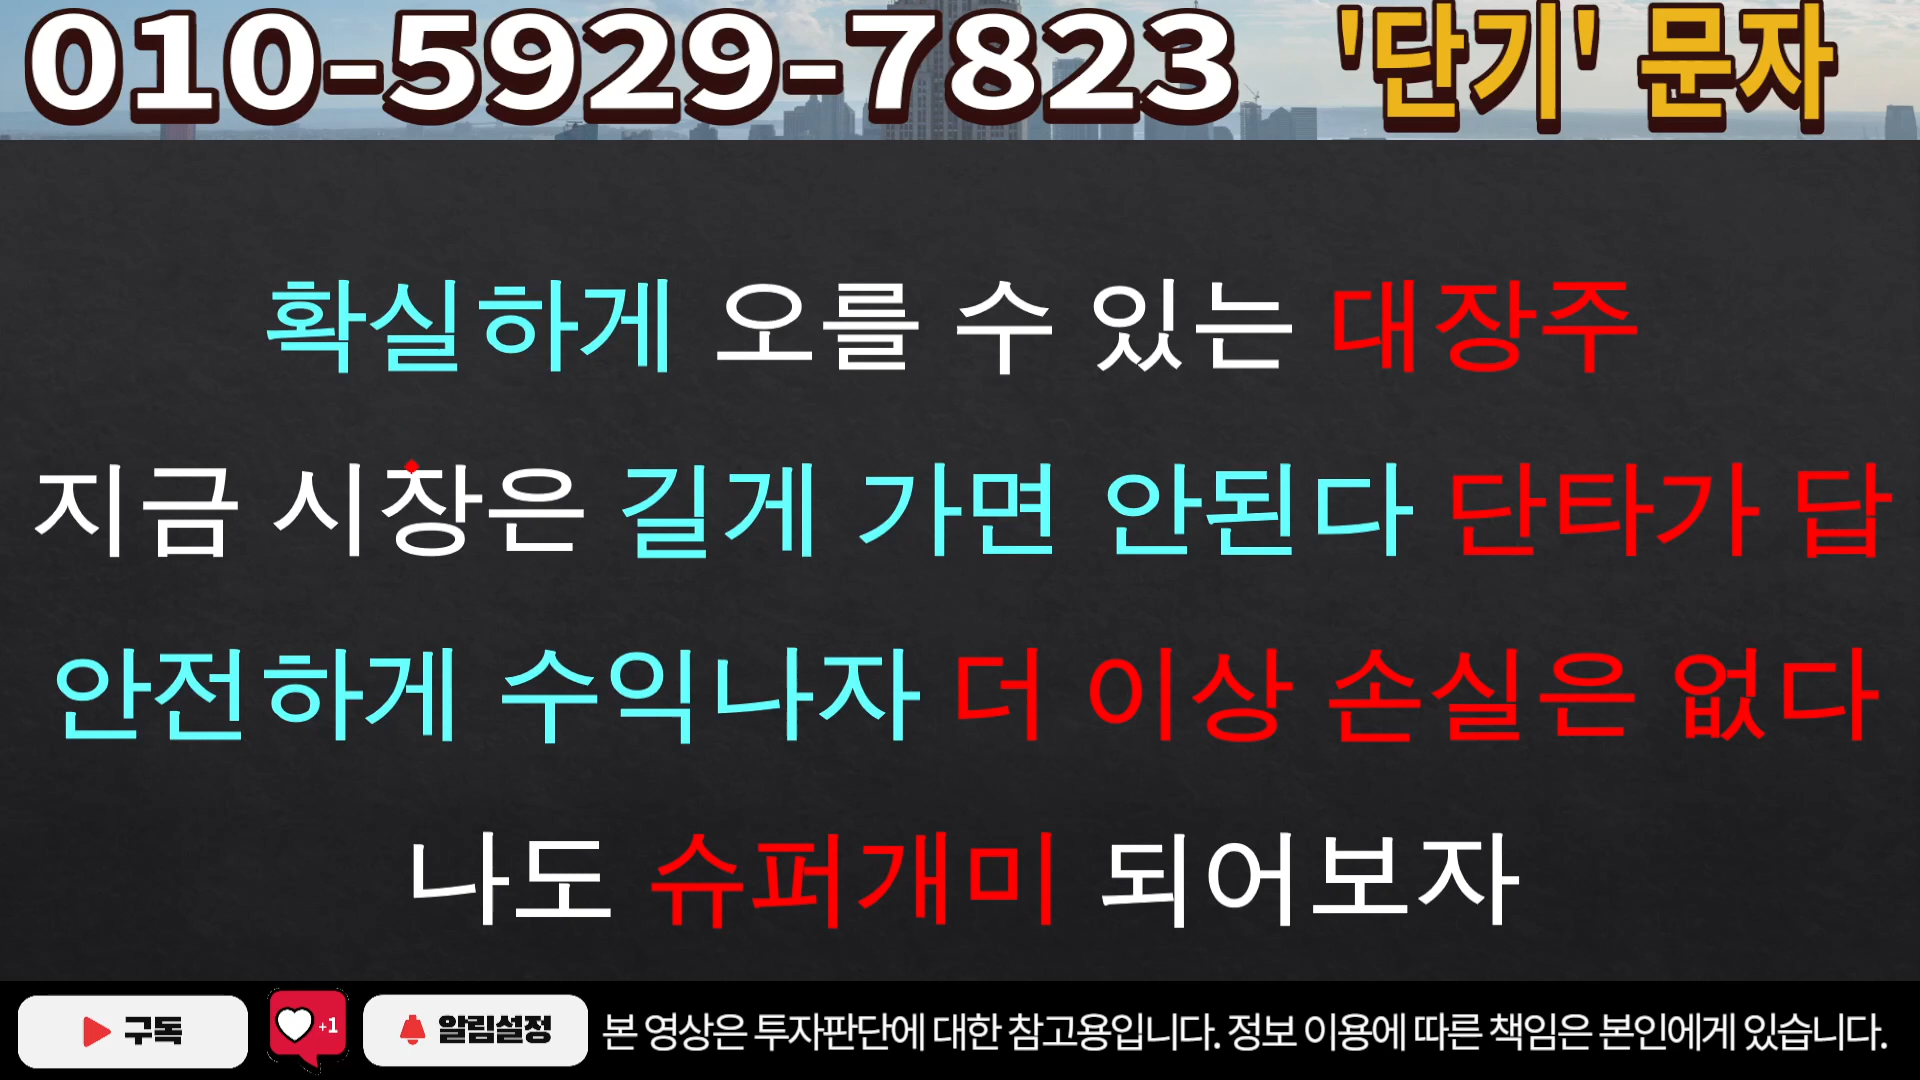 010-5929-7823 '단기' 문자
확실하게 오를 수 있는 대장주
지금 시장은 길게 가면 안된다 단타가 답
안전하게 수익나자 더 이상 손실은 없다
나도 슈퍼개미 되어보자
구독 +1 알림설정 본 영상은 투자판단에 대한 참고용입니다. 정보 이용에 따른 책임은 본인에게 있습니다.